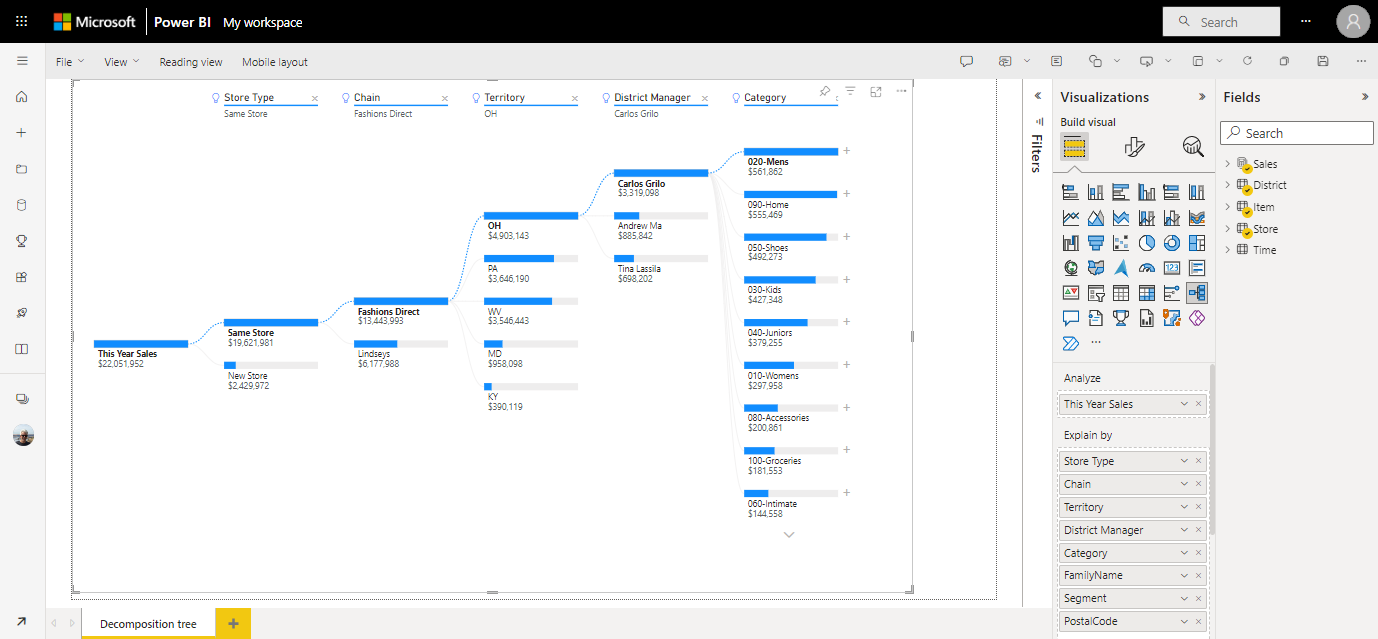 Microsoft Power BI My workspace Search
File View Reading view Mobile layout
Store Type
Same Store
Chain
Fashions Direct
Territory
OH
District Manager
Carlos Grilo
Category
This Year Sales
$22,051,952
Same Store
$19,621,981
New Store
$2,429,972
Fashions Direct
$13,443,993
Lindseys
$6,177,988
OH
$4,903,143
PA
$3,646,190
WV
$3,546,443
MD
$958,098
KY
$390,119
Carlos Grilo
$3,319,098
Andrew Ma
$885,842
Tina Lassila
$698,202
020-Mens
$561,862
090-Home
$555,469
050-Shoes
$492,273
030-Kids
$427,348
040-Juniors
$379,255
010-Womens
$297,958
080-Accessories
$200,861
100-Groceries
$181,553
060-Intimate
$144,558
Decomposition tree
Filters
Visualizations
Build visual
123
Analyze
This Year Sales
Explain by
Store Type
Chain
Territory
District Manager
Category
FamilyName
Segment
PostalCode
Fields
Search
Sales
District
Item
Store
Time